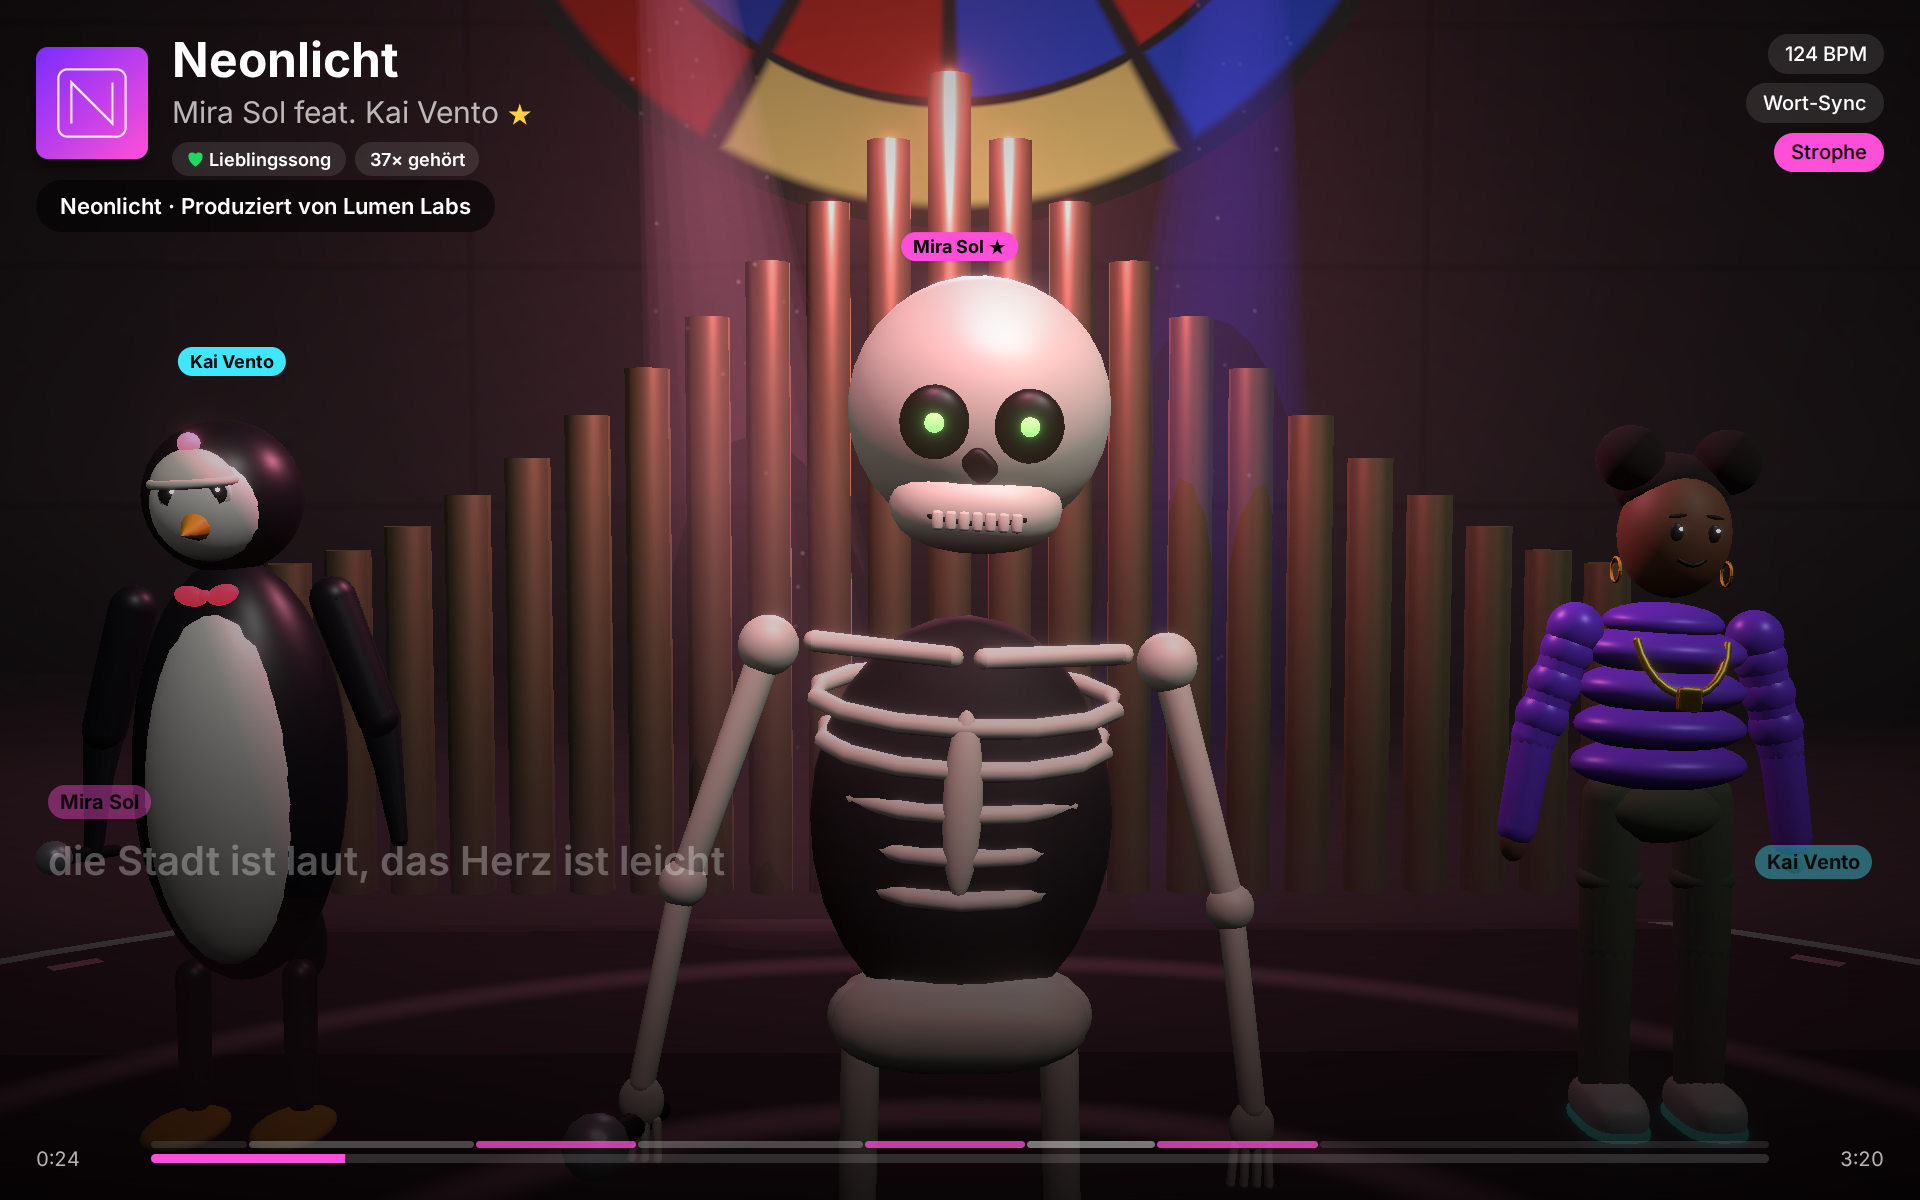 Neonlicht
Mira Sol feat. Kai Vento ★
Lieblingssong
37× gehört
Neonlicht · Produziert von Lumen Labs
124 BPM
Wort-Sync
Strophe
Mira Sol ★
Kai Vento
Mira Sol
die Stadt ist laut, das Herz ist leicht
Kai Vento
0:24
3:20